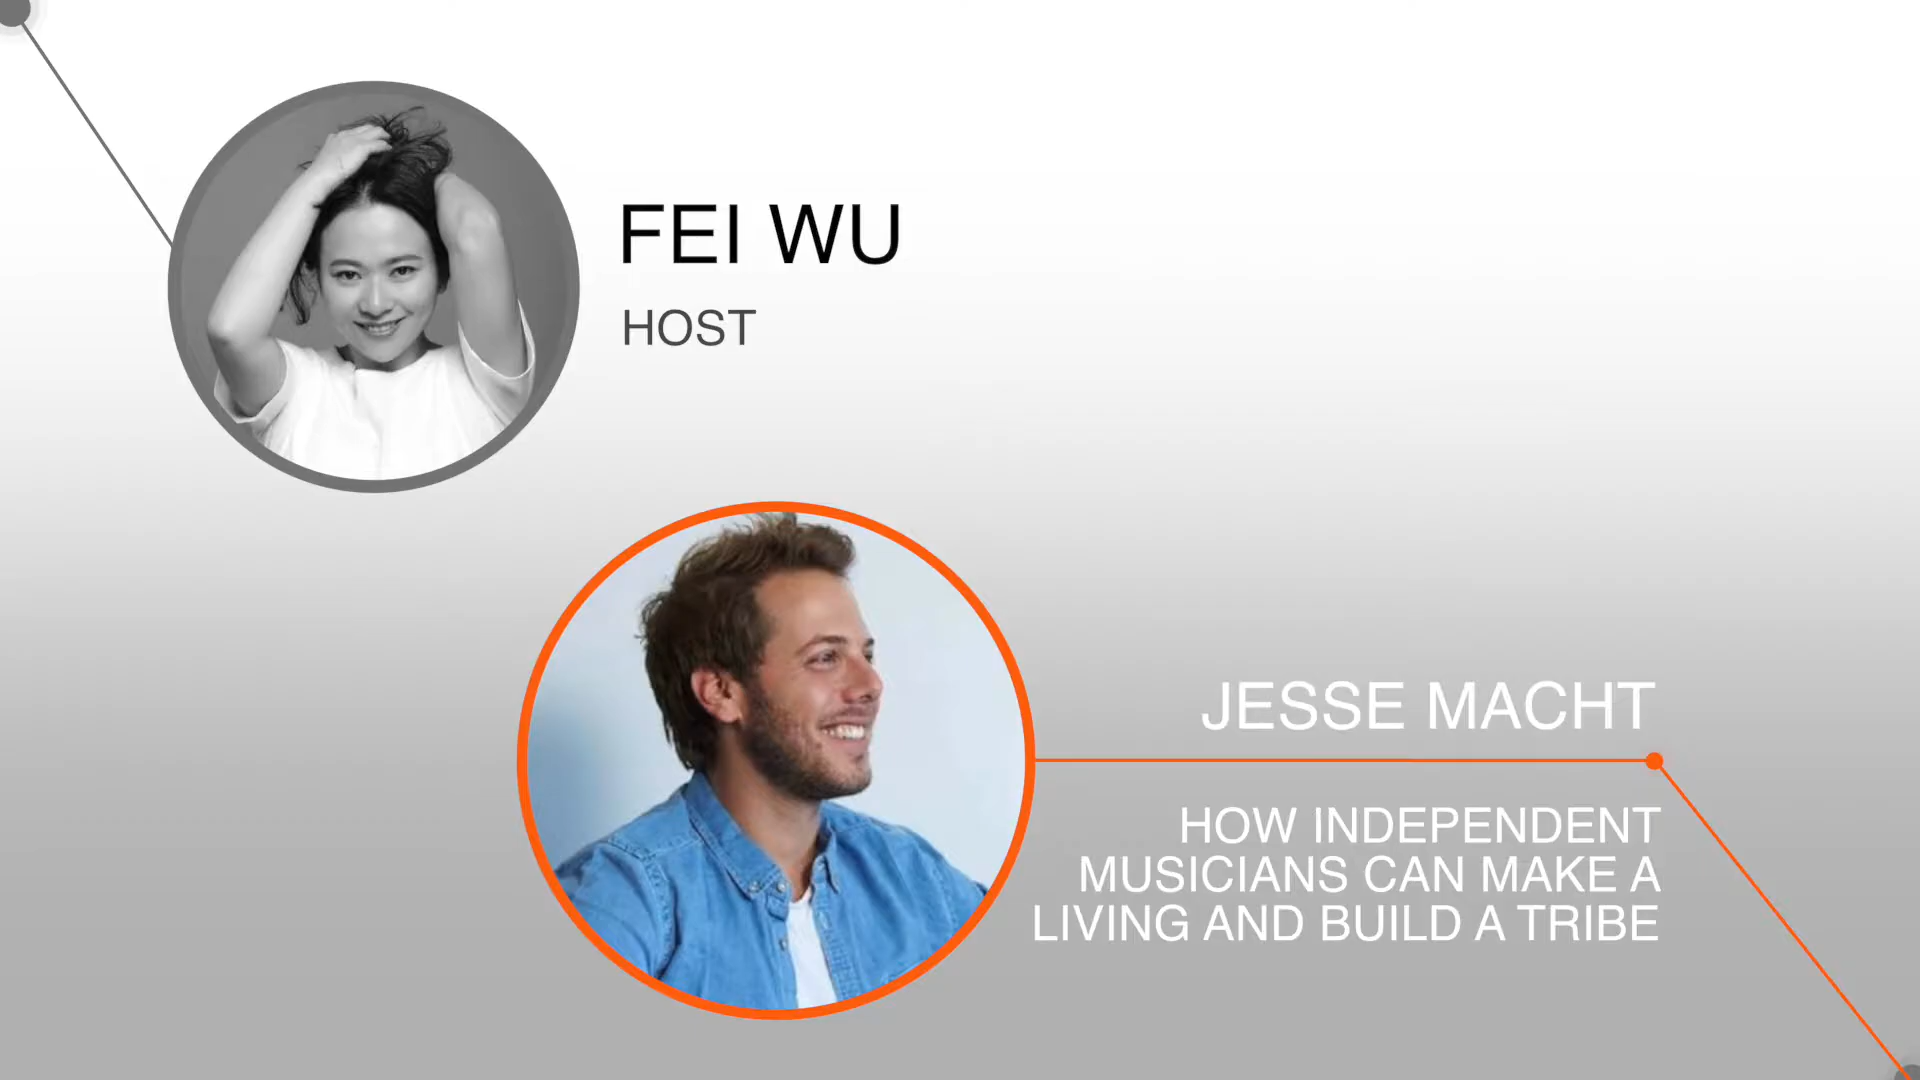 FEI WU
HOST
JESSE MACHT
HOW INDEPENDENT
MUSICIANS CAN MAKE A
LIVING AND BUILD A TRIBE